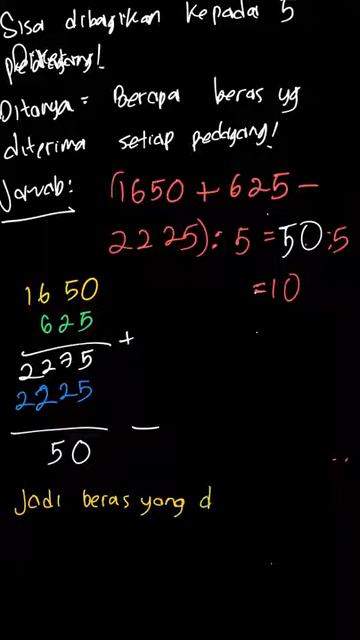 Sisa dibagikan kepada 5
pedagang!
Ditanya = Berapa beras yg
diterima setiap pedagang!
Jawab: (1650 + 625 -
2225) : 5 = 50 : 5
= 10
1650
625
+
2275
2225
-
50
Jadi beras yang d